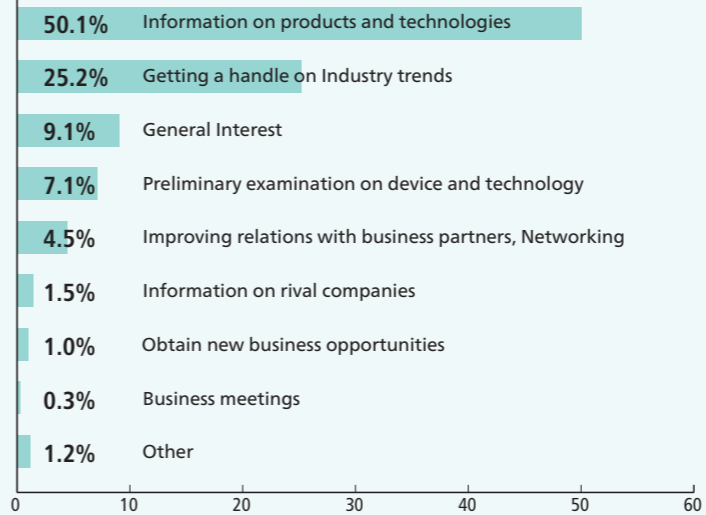 50.1% Information on products and technologies
25.2% Getting a handle on Industry trends
9.1% General Interest
7.1% Preliminary examination on device and technology
4.5% Improving relations with business partners, Networking
1.5% Information on rival companies
1.0% Obtain new business opportunities
0.3% Business meetings
1.2% Other
0 10 20 30 40 50 60